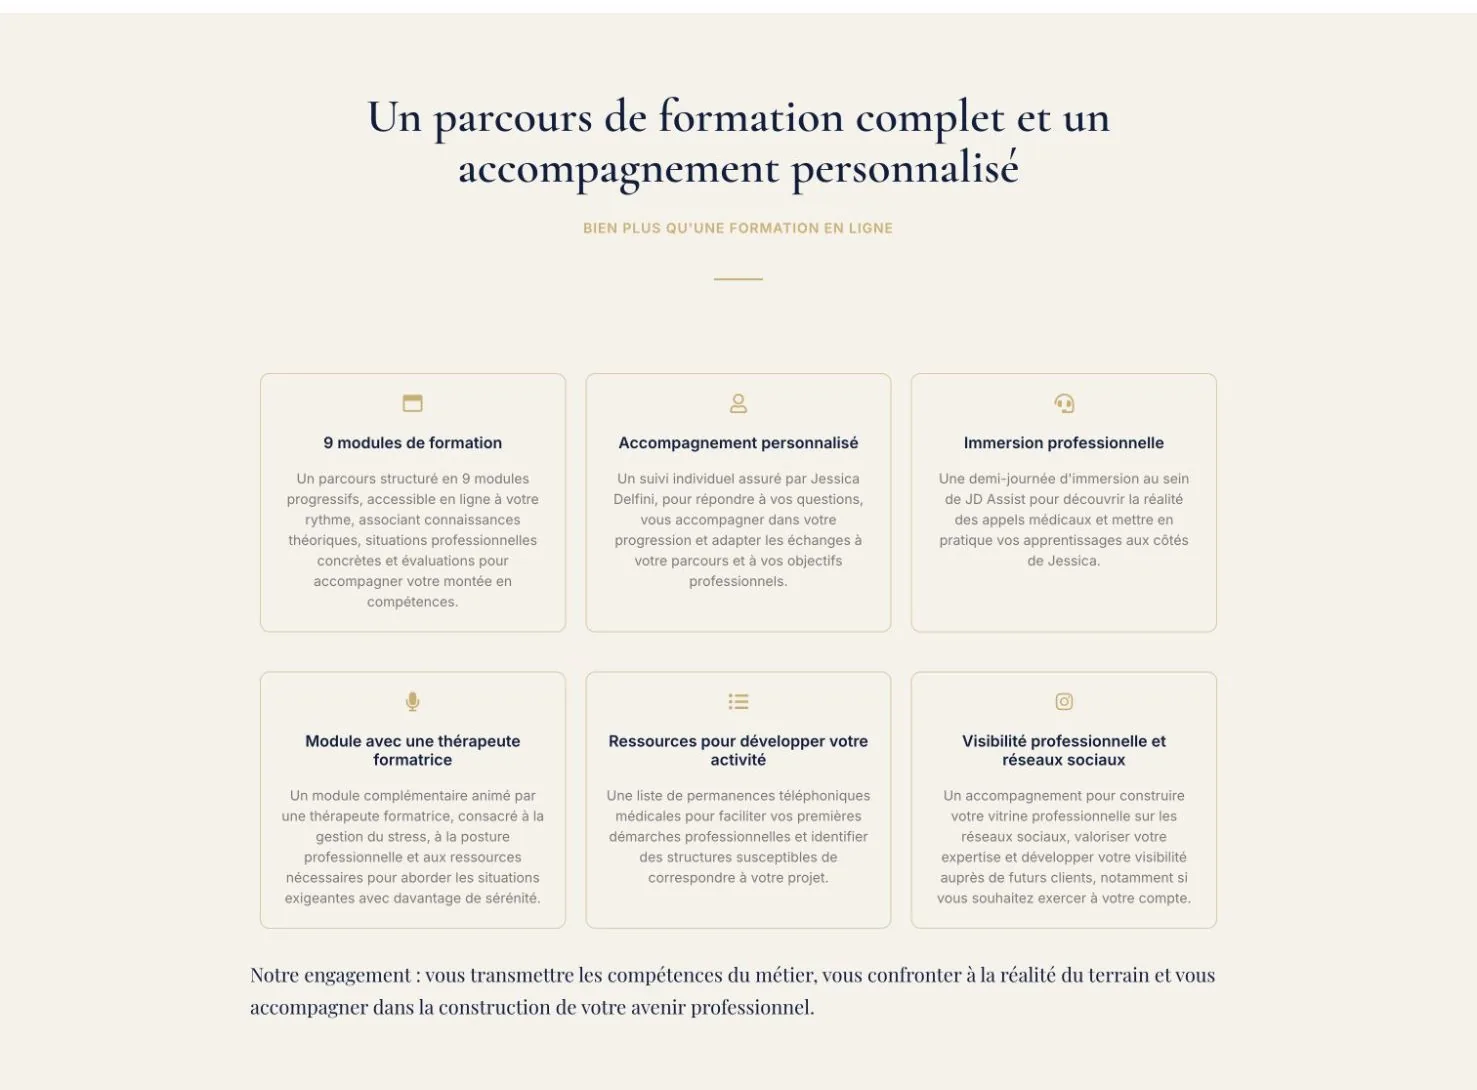 Un parcours de formation complet et un
accompagnement personnalisé
BIEN PLUS QU'UNE FORMATION EN LIGNE
9 modules de formation
Un parcours structuré en 9 modules
progressifs, accessible en ligne à votre
rythme, associant connaissances
théoriques, situations professionnelles
concrètes et évaluations pour
accompagner votre montée en
compétences.
Accompagnement personnalisé
Un suivi individuel assuré par Jessica
Delfini, pour répondre à vos questions,
vous accompagner dans votre
progression et adapter les échanges à
votre parcours et à vos objectifs
professionnels.
Immersion professionnelle
Une demi-journée d'immersion au sein
de JD Assist pour découvrir la réalité
des appels médicaux et mettre en
pratique vos apprentissages aux côtés
de Jessica.
Module avec une thérapeute
formatrice
Un module complémentaire animé par
une thérapeute formatrice, consacré à la
gestion du stress, à la posture
professionnelle et aux ressources
nécessaires pour aborder les situations
exigeantes avec davantage de sérénité.
Ressources pour développer votre
activité
Une liste de permanences téléphoniques
médicales pour faciliter vos premières
démarches professionnelles et identifier
des structures susceptibles de
correspondre à votre projet.
Visibilité professionnelle et
réseaux sociaux
Un accompagnement pour construire
votre vitrine professionnelle sur les
réseaux sociaux, valoriser votre
expertise et développer votre visibilité
auprès de futurs clients, notamment si
vous souhaitez exercer à votre compte.
Notre engagement : vous transmettre les compétences du métier, vous confronter à la réalité du terrain et vous
accompagner dans la construction de votre avenir professionnel.